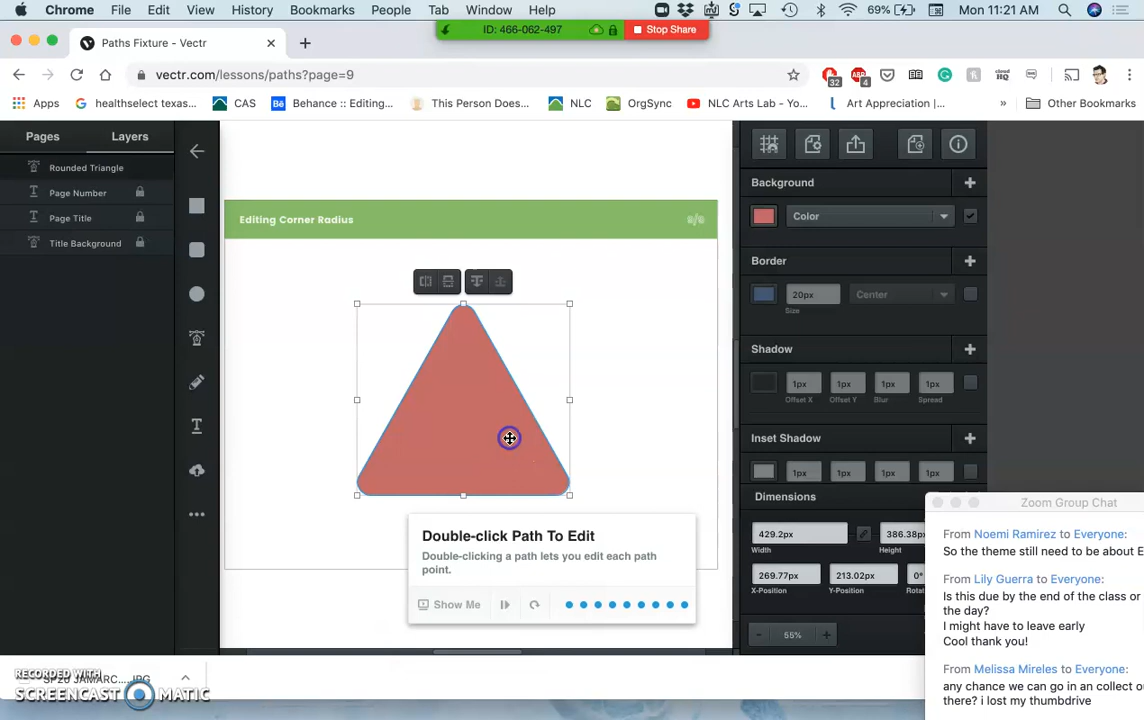 Chrome File Edit View History Bookmarks People Tab Window Help 69% Mon 11:21 AM
ID: 466-062-497 Stop Share
Paths Fixture - Vectr
vectr.com/lessons/paths?page=9
32 4
Apps healthselect texas... CAS Behance :: Editing... This Person Does... NLC OrgSync NLC Arts Lab - Yo... Art Appreciation |... » Other Bookmarks
Pages Layers
Rounded Triangle
Page Number
Page Title
Title Background
Editing Corner Radius
Background
Color
Border
20px Center
Size
Shadow
1px 1px 1px 1px
Offset X Offset Y Blur Spread
Inset Shadow
1px 1px 1px 1px
Dimensions
429.2px 386.38px
Width Height
269.77px 213.02px 0°
X-Position Y-Position
- 55% +
Double-click Path To Edit
Double-clicking a path lets you edit each path
point.
Show Me
Zoom Group Chat
From Noemi Ramirez to Everyone:
So the theme still need to be about
From Lily Guerra to Everyone:
Is this due by the end of the class or
the day?
I might have to leave early
Cool thank you!
From Melissa Mireles to Everyone:
any chance we can go in an collect
there? i lost my thumbdrive
RECORDED WITH
SCREENCAST MATIC